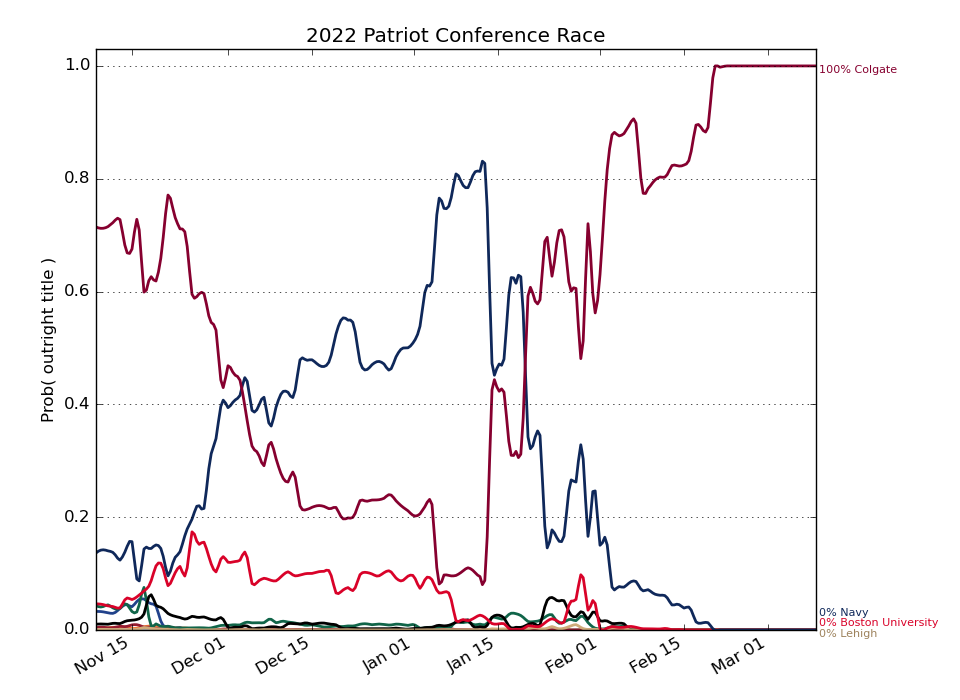 2022 Patriot Conference Race
Prob( outright title )
1.0
0.8
0.6
0.4
0.2
0.0
Nov 15
Dec 01
Dec 15
Jan 01
Jan 15
Feb 01
Feb 15
Mar 01
100% Colgate
0% Navy
0% Boston University
0% Lehigh